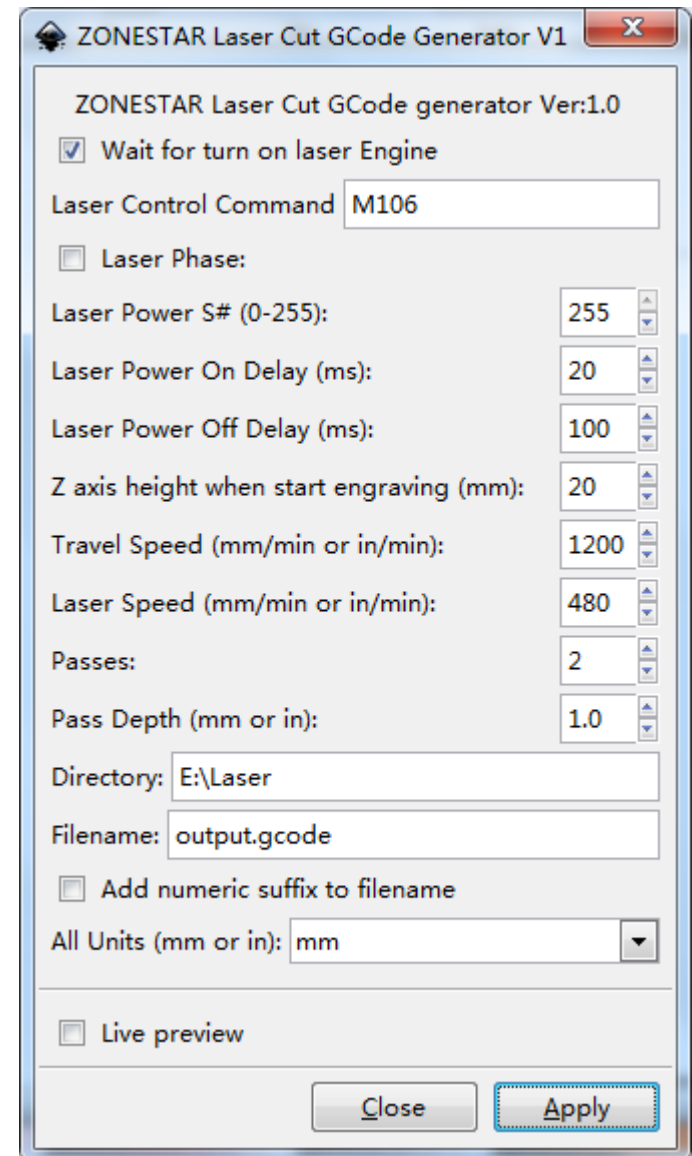 ZONESTAR Laser Cut GCode Generator V1
ZONESTAR Laser Cut GCode generator Ver:1.0
Wait for turn on laser Engine
Laser Control Command M106
Laser Phase:
Laser Power S# (0-255): 255
Laser Power On Delay (ms): 20
Laser Power Off Delay (ms): 100
Z axis height when start engraving (mm): 20
Travel Speed (mm/min or in/min): 1200
Laser Speed (mm/min or in/min): 480
Passes: 2
Pass Depth (mm or in): 1.0
Directory: E:\Laser
Filename: output.gcode
Add numeric suffix to filename
All Units (mm or in): mm
Live preview
Close Apply